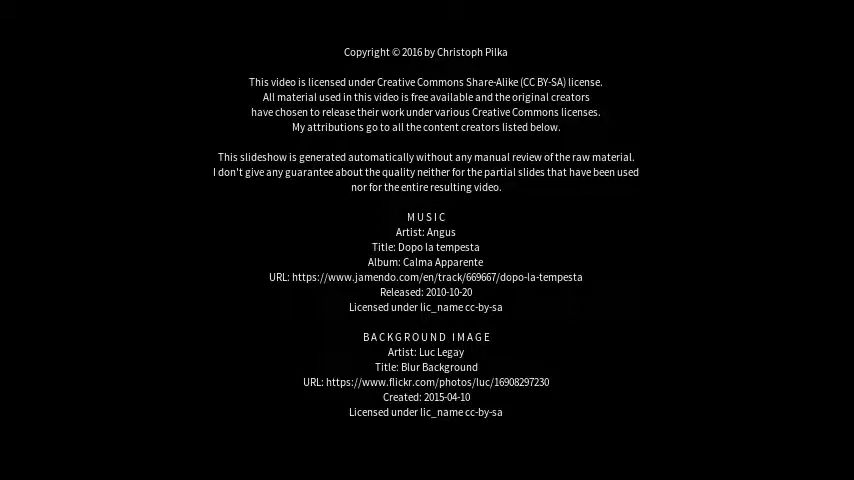 Copyright © 2016 by Christoph Pilka
This video is licensed under Creative Commons Share-Alike (CC BY-SA) license.
All material used in this video is free available and the original creators
have chosen to release their work under various Creative Commons licenses.
My attributions go to all the content creators listed below.
This slideshow is generated automatically without any manual review of the raw material.
I don't give any guarantee about the quality neither for the partial slides that have been used
nor for the entire resulting video.
MUSIC
Artist: Angus
Title: Dopo la tempesta
Album: Calma Apparente
URL: https://www.jamendo.com/en/track/669667/dopo-la-tempesta
Released: 2010-10-20
Licensed under lic_name cc-by-sa
BACKGROUND IMAGE
Artist: Luc Legay
Title: Blur Background
URL: https://www.flickr.com/photos/luc/16908297230
Created: 2015-04-10
Licensed under lic_name cc-by-sa